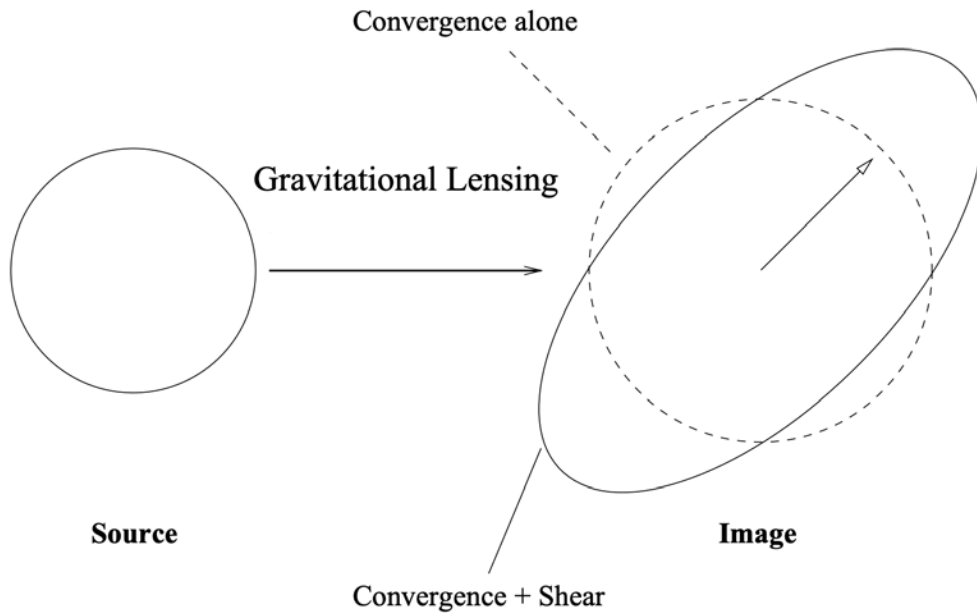 Convergence alone
Gravitational Lensing
Source
Image
Convergence + Shear